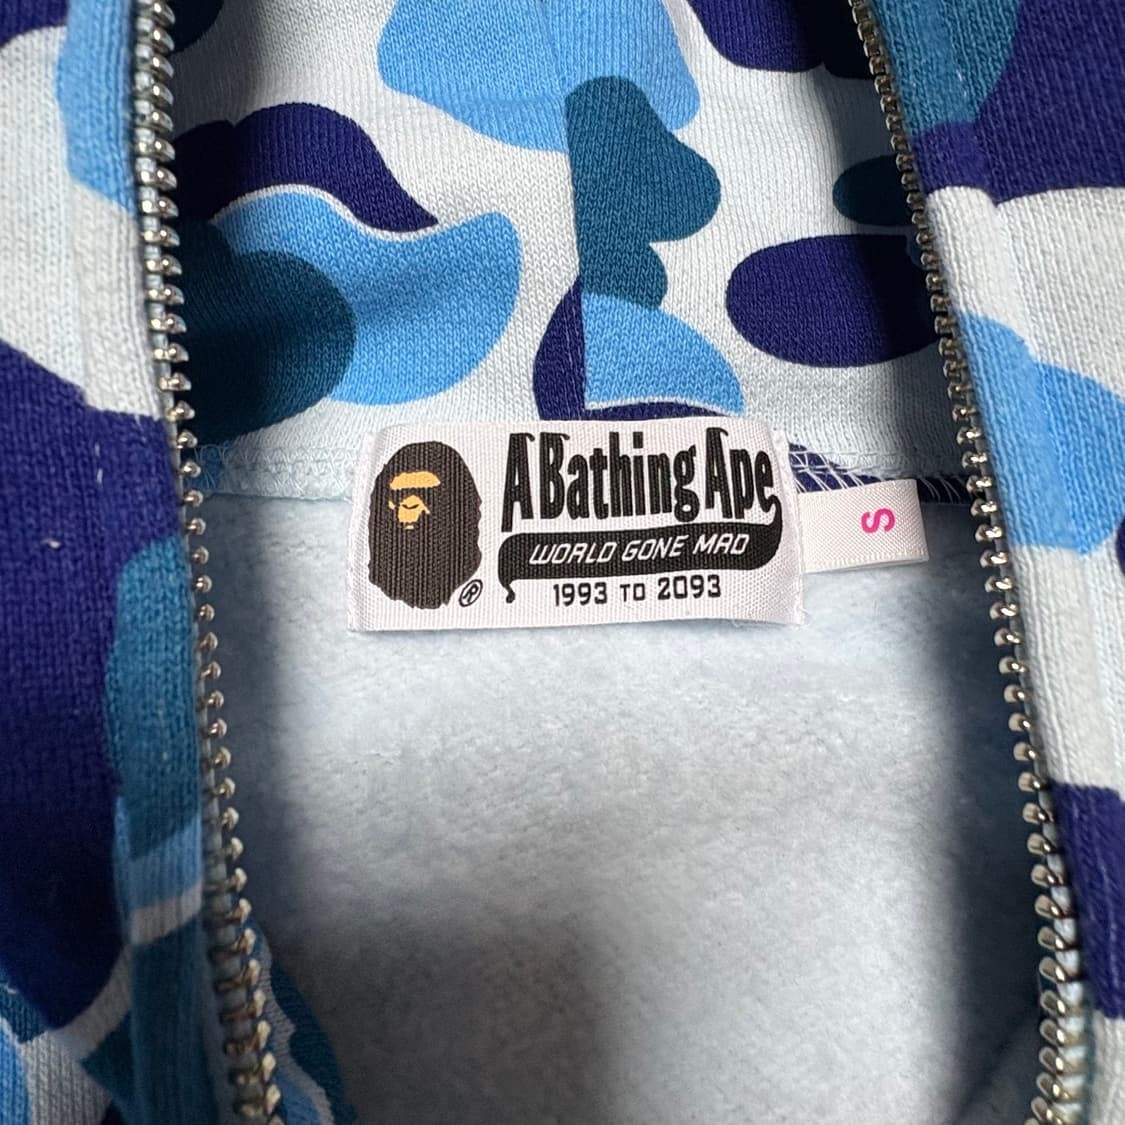 A Bathing Ape
WORLD GONE MAD
1993 TO 2093
®
S